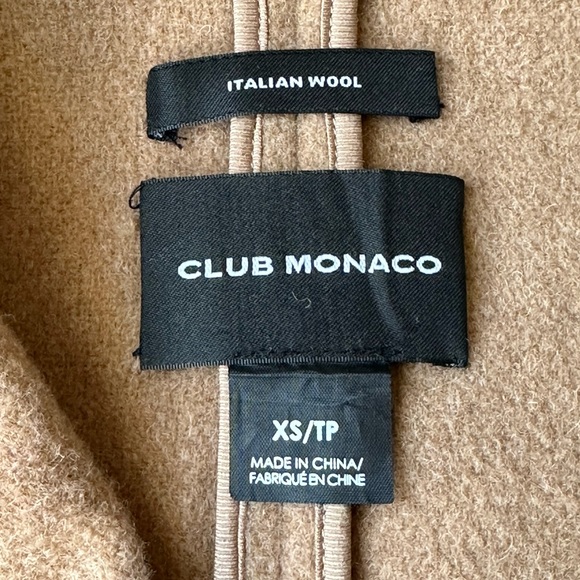 ITALIAN WOOL
CLUB MONACO
XS/TP
MADE IN CHINA/
FABRIQUÉ EN CHINE